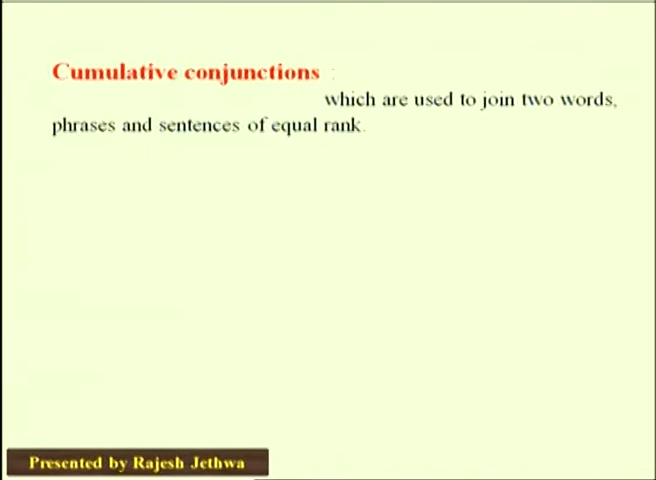 Cumulative conjunctions :
which are used to join two words,
phrases and sentences of equal rank.
Presented by Rajesh Jethwa